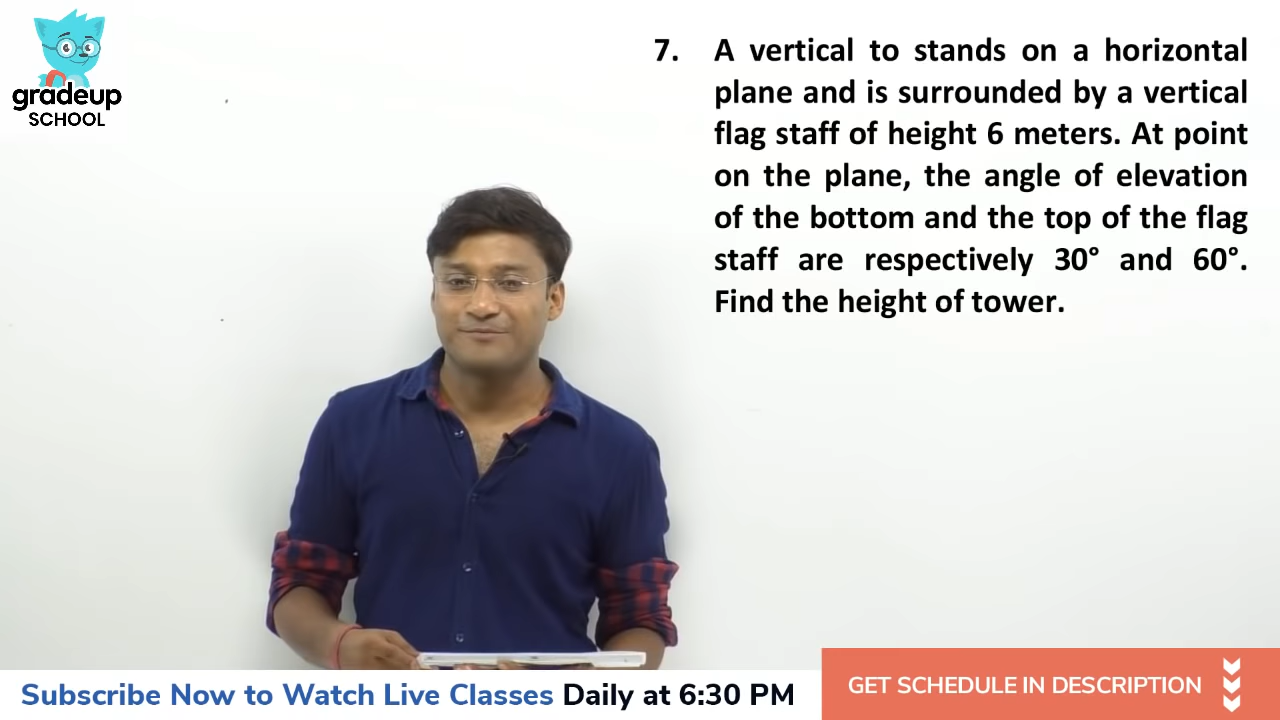 gradeup
SCHOOL
7. A vertical to stands on a horizontal
plane and is surrounded by a vertical
flag staff of height 6 meters. At point
on the plane, the angle of elevation
of the bottom and the top of the flag
staff are respectively 30° and 60°.
Find the height of tower.
Subscribe Now to Watch Live Classes Daily at 6:30 PM
GET SCHEDULE IN DESCRIPTION